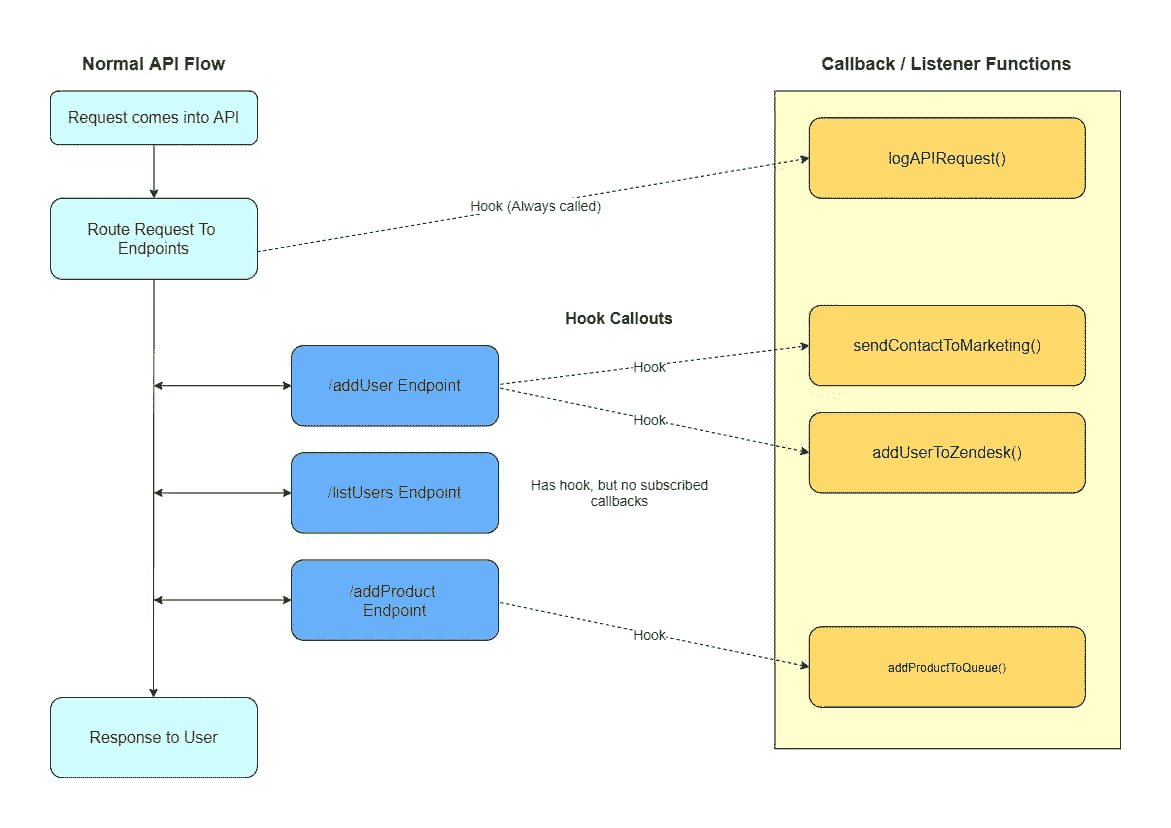 Normal API Flow
Callback / Listener Functions
Request comes into API
logAPIRequest()
Route Request To
Endpoints
Hook (Always called)
Hook Callouts
sendContactToMarketing()
/addUser Endpoint
Hook
Hook
addUserToZendesk()
/listUsers Endpoint
Has hook, but no subscribed
callbacks
/addProduct
Endpoint
Hook
addProductToQueue()
Response to User